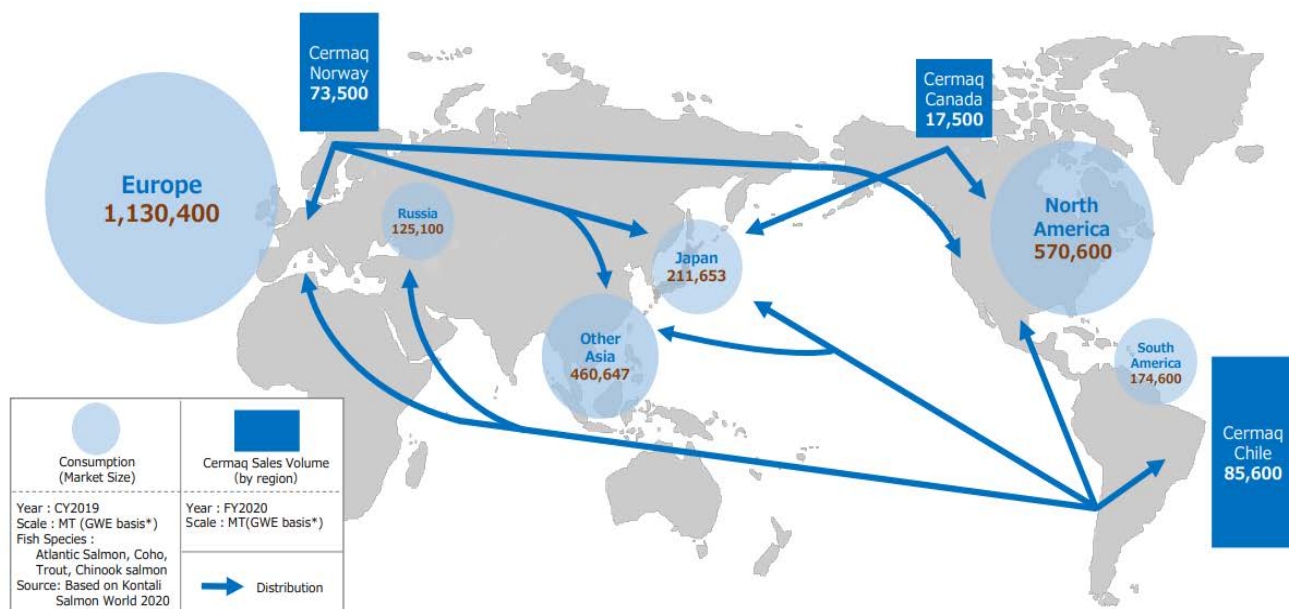 Cermaq
Norway
73,500
Cermaq
Canada
17,500
Europe
1,130,400
Russia
125,100
Japan
211,653
North
America
570,600
Other
Asia
460,647
South
America
174,600
Cermaq
Chile
85,600
Consumption
(Market Size)
Year : CY2019
Scale : MT (GWE basis*)
Fish Species :
Atlantic Salmon, Coho,
Trout, Chinook salmon
Source: Based on Kontali
Salmon World 2020
Cermaq Sales Volume
(by region)
Year : FY2020
Scale : MT(GWE basis*)
Distribution